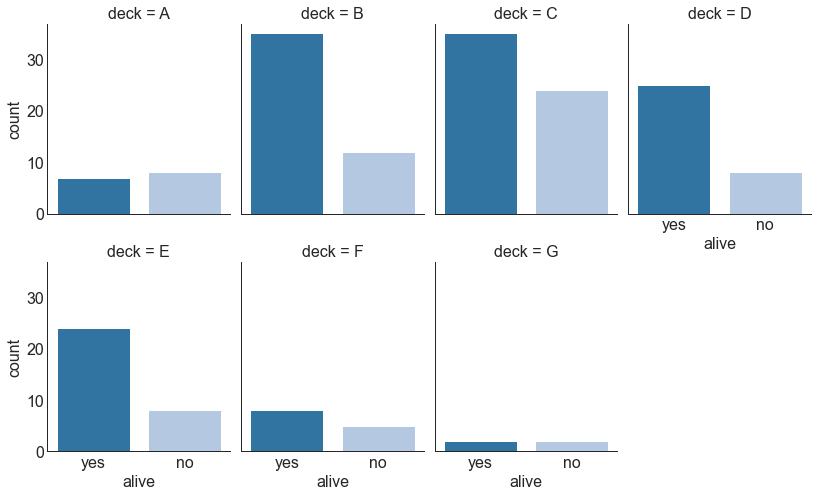 deck = A
deck = B
deck = C
deck = D
30
20
10
0
count
yes
no
alive
deck = E
deck = F
deck = G
30
20
10
0
count
yes
no
alive
yes
no
alive
yes
no
alive